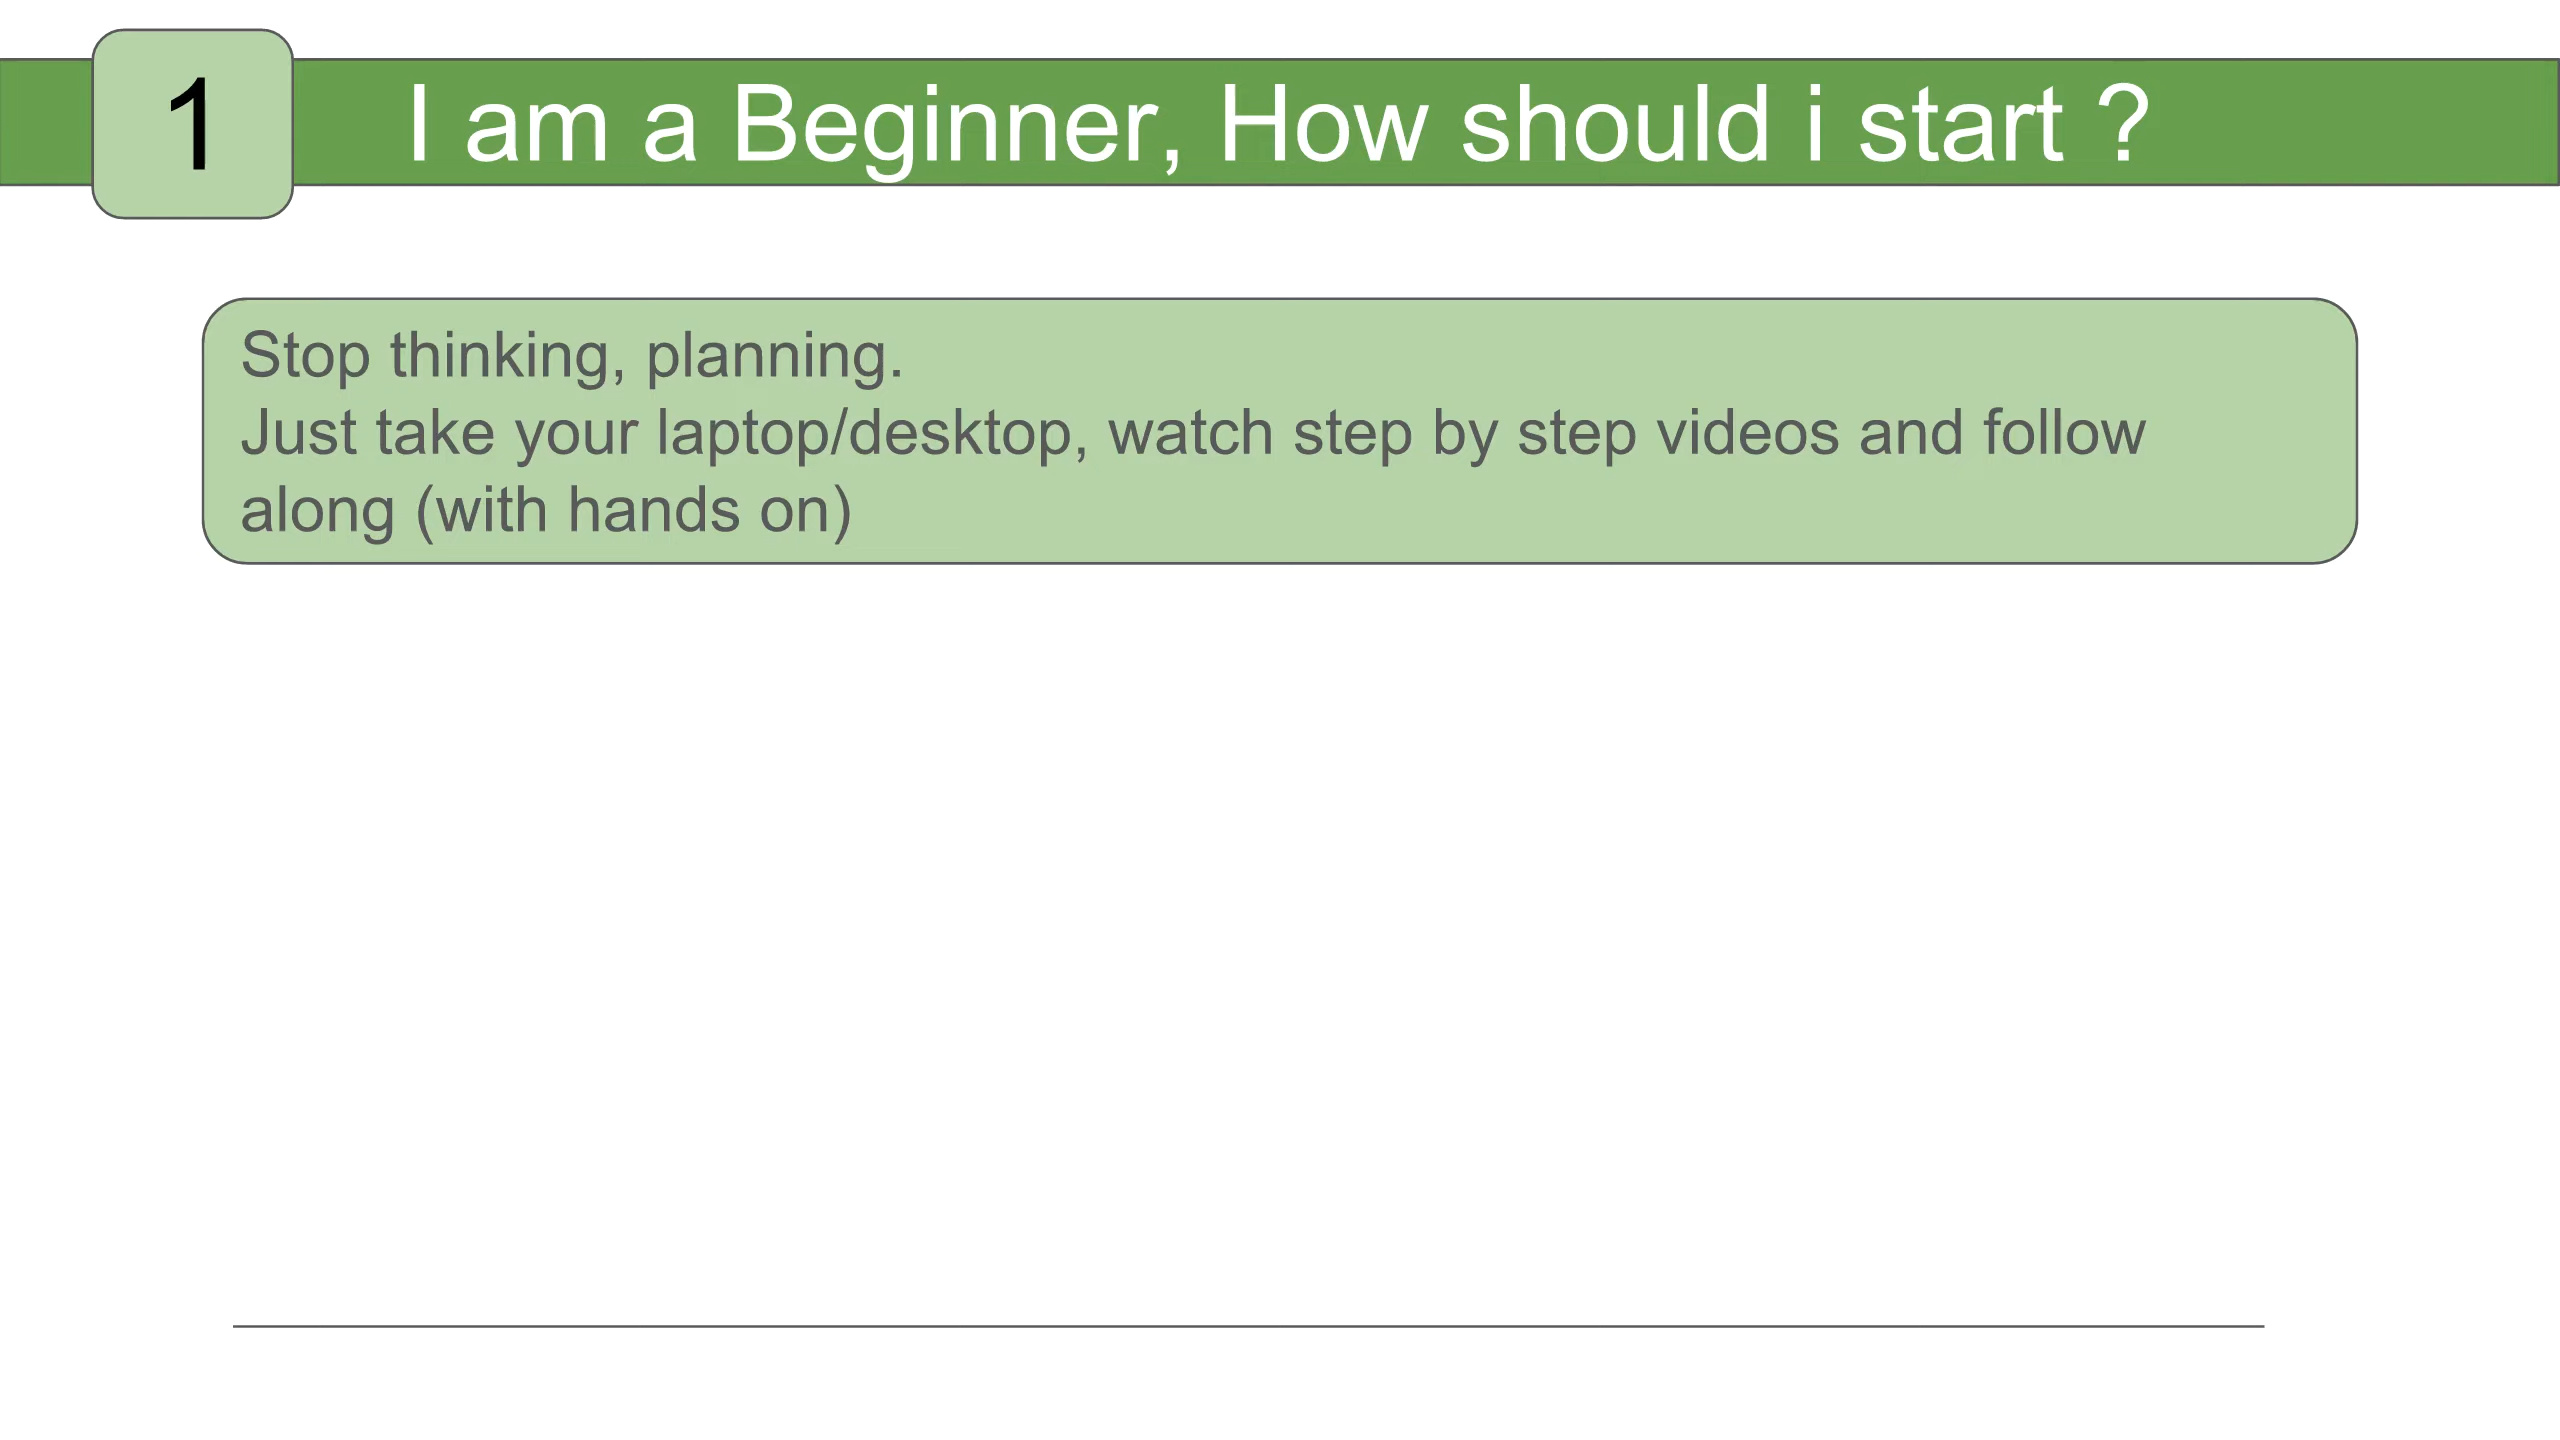 1
I am a Beginner, How should i start ?
Stop thinking, planning.
Just take your laptop/desktop, watch step by step videos and follow
along (with hands on)